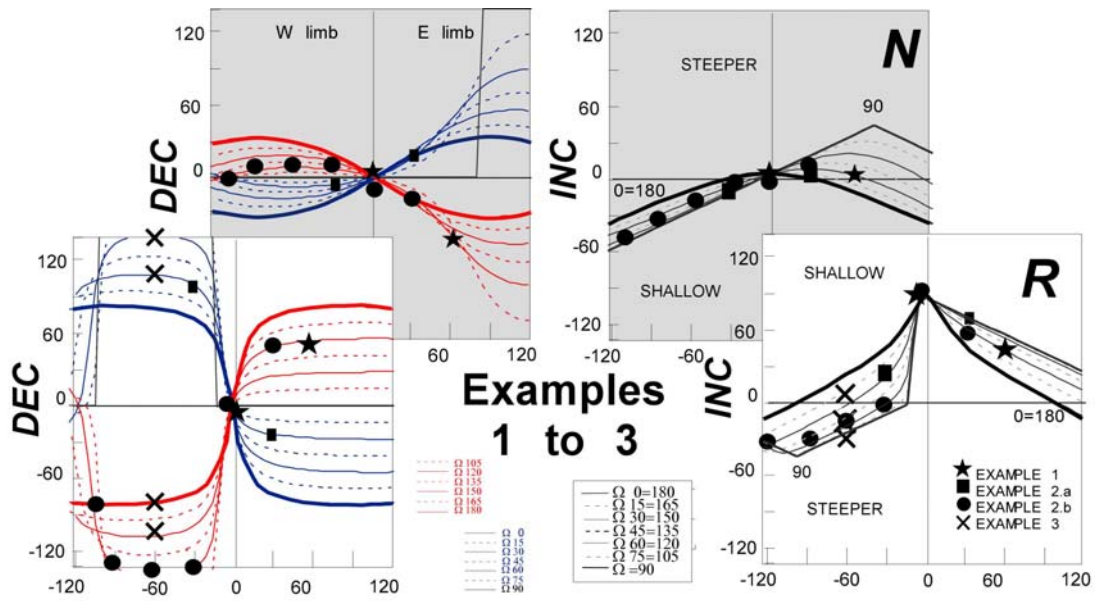 120
60
0
DEC
W limb
E limb
60
120
120
60
0
-60
-120
INC
STEEPER
N
90
0=180
SHALLOW
-120
-60
120
60
0
-60
-120
DEC
-120
-60
0
60
120
Examples
1 to 3
Ω 105
Ω 120
Ω 135
Ω 150
Ω 165
Ω 180
Ω 0
Ω 15
Ω 30
Ω 45
Ω 60
Ω 75
Ω 90
Ω 0=180
Ω 15=165
Ω 30=150
Ω 45=135
Ω 60=120
Ω 75=105
Ω =90
120
60
0
-60
-120
INC
SHALLOW
R
0=180
90
STEEPER
EXAMPLE 1
EXAMPLE 2.a
EXAMPLE 2.b
EXAMPLE 3
-120
-60
0
60
120